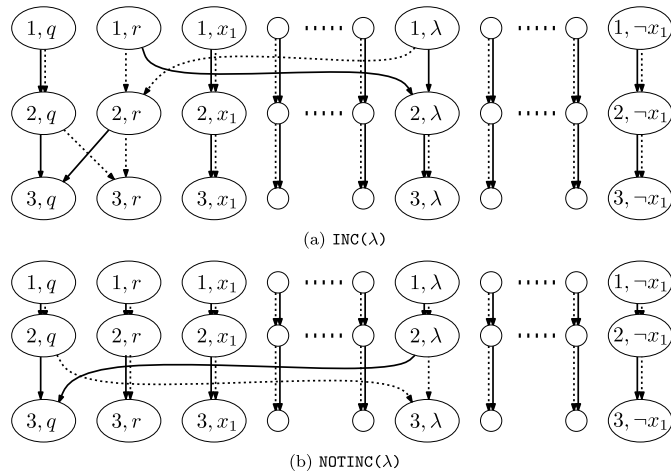 1, q 1, r 1, x₁ 1, λ 1, ¬x₁
2, q 2, r 2, x₁ 2, λ 2, ¬x₁
3, q 3, r 3, x₁ 3, λ 3, ¬x₁
(a) INC(λ)
1, q 1, r 1, x₁ 1, λ 1, ¬x₁
2, q 2, r 2, x₁ 2, λ 2, ¬x₁
3, q 3, r 3, x₁ 3, λ 3, ¬x₁
(b) NOTINC(λ)